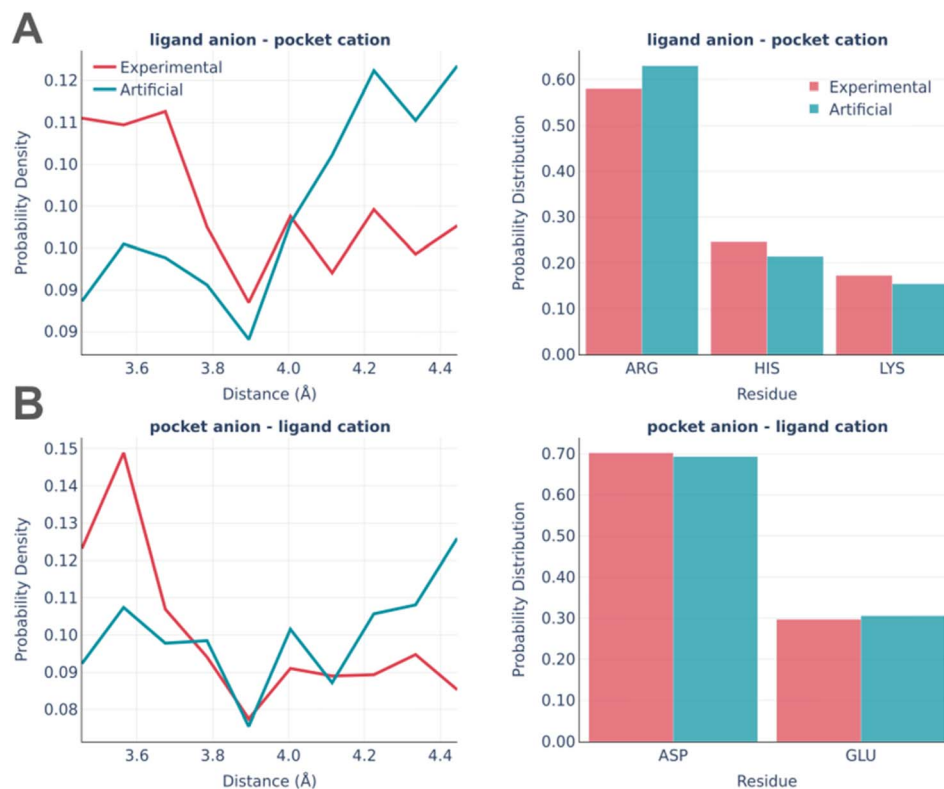 A
ligand anion - pocket cation
Experimental
Artificial
0.12
0.11
0.10
0.10
0.10
0.09
0.09
Probability Density
3.6 3.8 4.0 4.2 4.4
Distance (Å)
ligand anion - pocket cation
Experimental
Artificial
0.60
0.50
0.40
0.30
0.20
0.10
0.00
Probability Distribution
ARG HIS LYS
Residue
B
pocket anion - ligand cation
0.15
0.14
0.13
0.12
0.11
0.10
0.09
0.08
Probability Density
3.6 3.8 4.0 4.2 4.4
Distance (Å)
pocket anion - ligand cation
0.70
0.60
0.50
0.40
0.30
0.20
0.10
0.00
Probability Distribution
ASP GLU
Residue